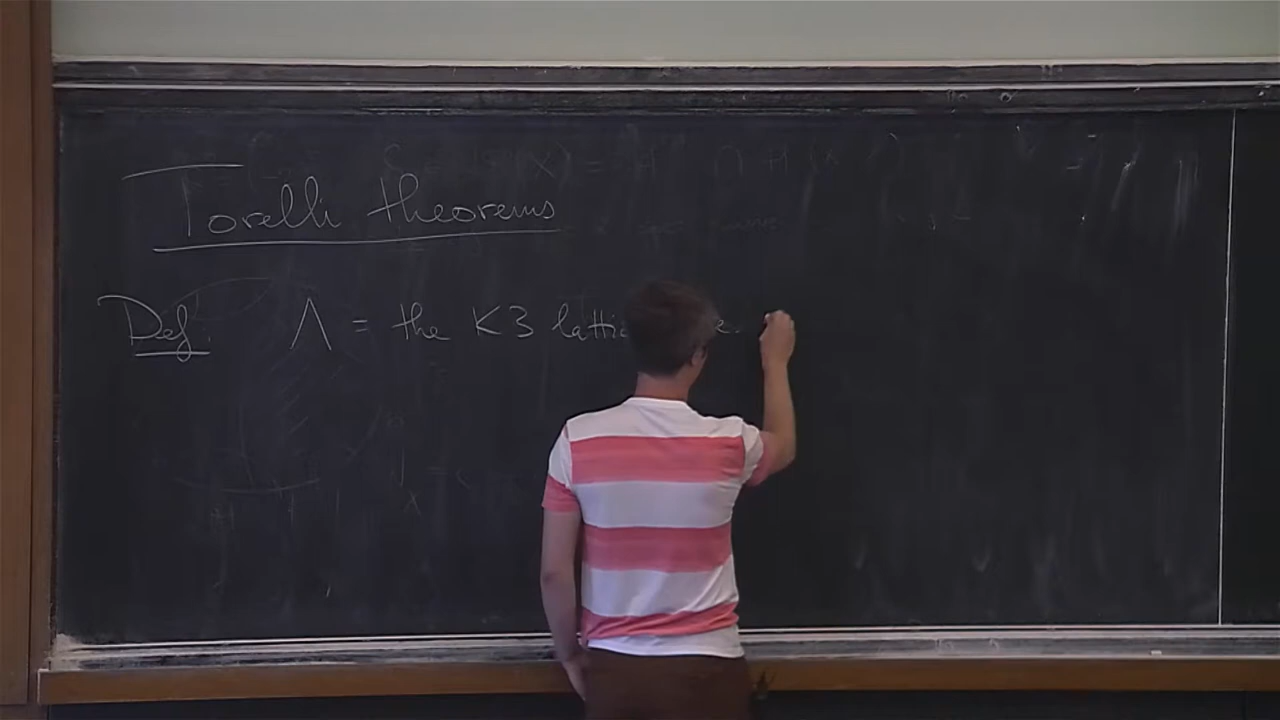 Torelli theorems
Def. Λ = the K3 lattice